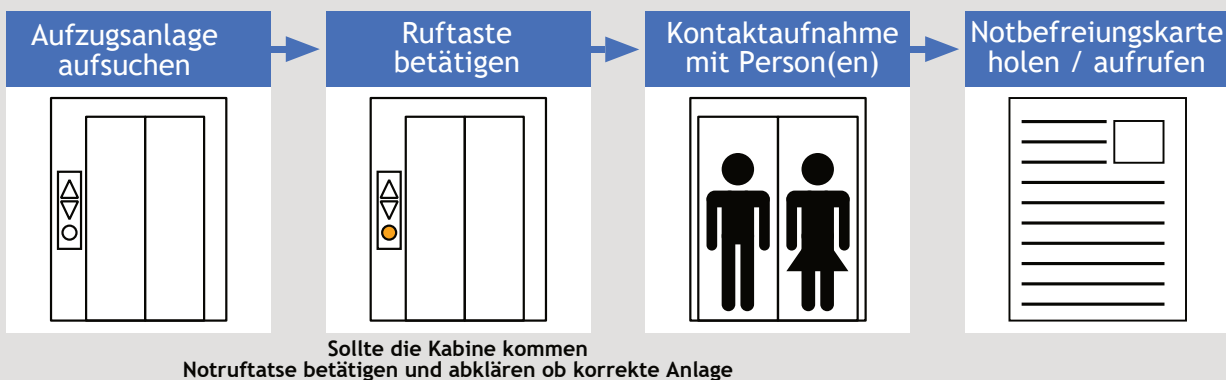 Aufzugsanlage
aufsuchen
Ruftaste
betätigen
Kontaktaufnahme
mit Person(en)
Notbefreiungskarte
holen / aufrufen
Sollte die Kabine kommen
Notruftatse betätigen und abklären ob korrekte Anlage